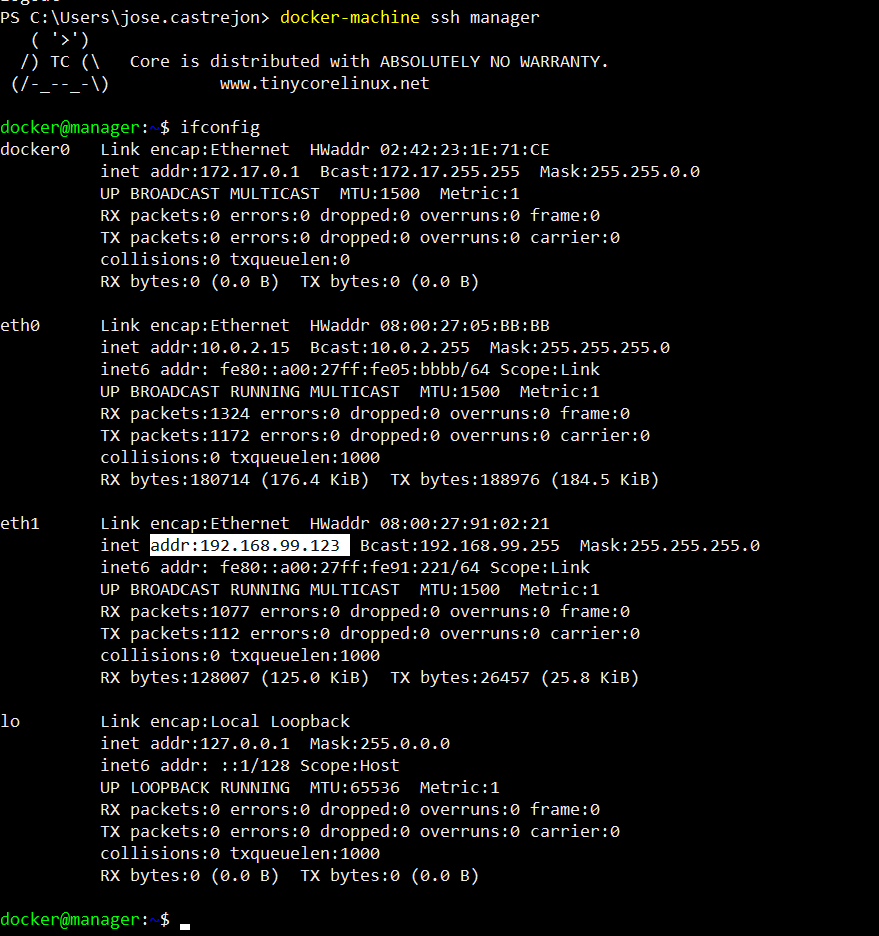 PS C:\Users\jose.castrejon> docker-machine ssh manager
   ( '>')
  /) TC (\   Core is distributed with ABSOLUTELY NO WARRANTY.
 (/-_--_-\)           www.tinycorelinux.net

docker@manager:~$ ifconfig
docker0   Link encap:Ethernet  HWaddr 02:42:23:1E:71:CE
          inet addr:172.17.0.1  Bcast:172.17.255.255  Mask:255.255.0.0
          UP BROADCAST MULTICAST  MTU:1500  Metric:1
          RX packets:0 errors:0 dropped:0 overruns:0 frame:0
          TX packets:0 errors:0 dropped:0 overruns:0 carrier:0
          collisions:0 txqueuelen:0
          RX bytes:0 (0.0 B)  TX bytes:0 (0.0 B)

eth0      Link encap:Ethernet  HWaddr 08:00:27:05:BB:BB
          inet addr:10.0.2.15  Bcast:10.0.2.255  Mask:255.255.255.0
          inet6 addr: fe80::a00:27ff:fe05:bbbb/64 Scope:Link
          UP BROADCAST RUNNING MULTICAST  MTU:1500  Metric:1
          RX packets:1324 errors:0 dropped:0 overruns:0 frame:0
          TX packets:1172 errors:0 dropped:0 overruns:0 carrier:0
          collisions:0 txqueuelen:1000
          RX bytes:180714 (176.4 KiB)  TX bytes:188976 (184.5 KiB)

eth1      Link encap:Ethernet  HWaddr 08:00:27:91:02:21
          inet addr:192.168.99.123  Bcast:192.168.99.255  Mask:255.255.255.0
          inet6 addr: fe80::a00:27ff:fe91:221/64 Scope:Link
          UP BROADCAST RUNNING MULTICAST  MTU:1500  Metric:1
          RX packets:1077 errors:0 dropped:0 overruns:0 frame:0
          TX packets:112 errors:0 dropped:0 overruns:0 carrier:0
          collisions:0 txqueuelen:1000
          RX bytes:128007 (125.0 KiB)  TX bytes:26457 (25.8 KiB)

lo        Link encap:Local Loopback
          inet addr:127.0.0.1  Mask:255.0.0.0
          inet6 addr: ::1/128 Scope:Host
          UP LOOPBACK RUNNING  MTU:65536  Metric:1
          RX packets:0 errors:0 dropped:0 overruns:0 frame:0
          TX packets:0 errors:0 dropped:0 overruns:0 carrier:0
          collisions:0 txqueuelen:1000
          RX bytes:0 (0.0 B)  TX bytes:0 (0.0 B)

docker@manager:~$